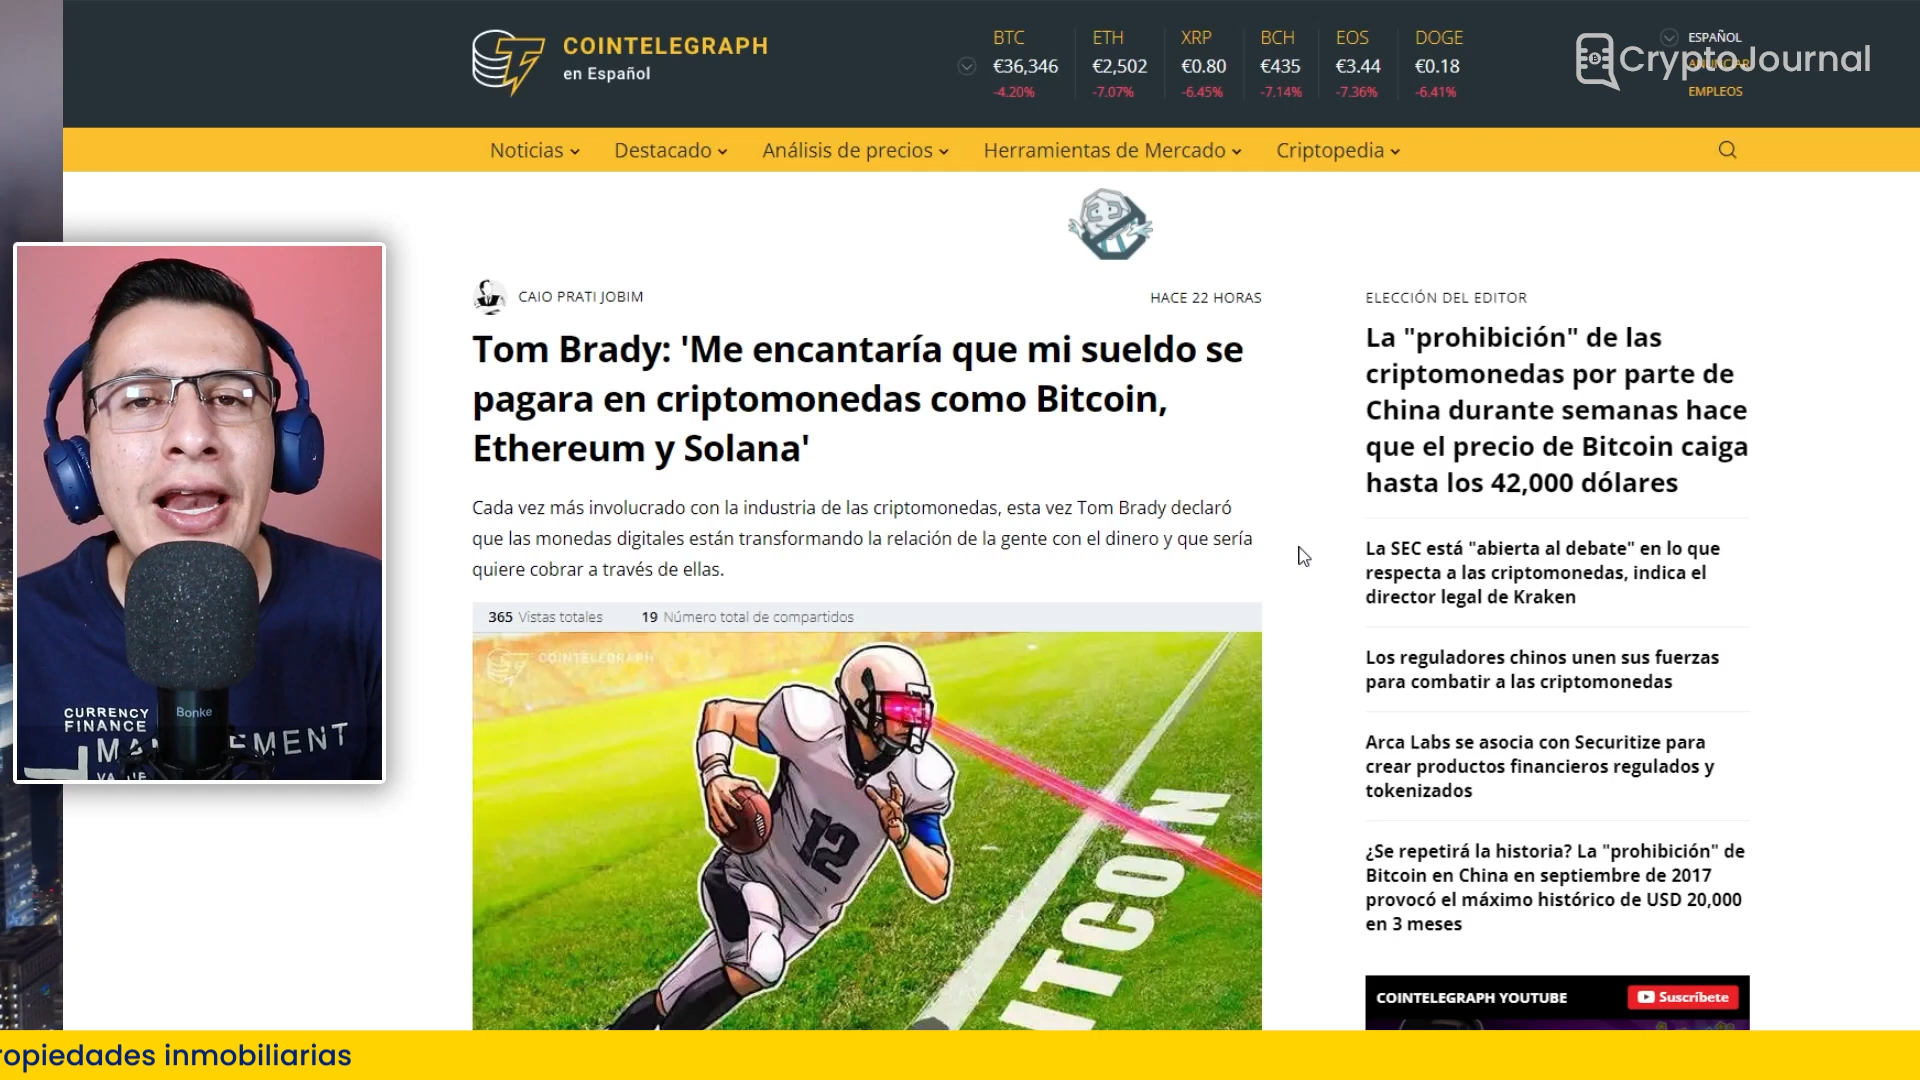 COINTELEGRAPH
en Español
BTC ETH XRP BCH EOS DOGE
€36,346 €2,502 €0.80 €435 €3.44 €0.18
-4.20% -7.07% -6.45% -7.14% -7.36% -6.41%
ESPAÑOL
ANUNCIAR
EMPLEOS
CryptoJournal
Noticias Destacado Análisis de precios Herramientas de Mercado Criptopedia
CAIO PRATI JOBIM
HACE 22 HORAS
Tom Brady: 'Me encantaría que mi sueldo se
pagara en criptomonedas como Bitcoin,
Ethereum y Solana'
Cada vez más involucrado con la industria de las criptomonedas, esta vez Tom Brady declaró
que las monedas digitales están transformando la relación de la gente con el dinero y que sería
quiere cobrar a través de ellas.
365 Vistas totales 19 Número total de compartidos
COINTELEGRAPH
12
ITCOIN
ELECCIÓN DEL EDITOR
La "prohibición" de las
criptomonedas por parte de
China durante semanas hace
que el precio de Bitcoin caiga
hasta los 42,000 dólares
La SEC está "abierta al debate" en lo que
respecta a las criptomonedas, indica el
director legal de Kraken
Los reguladores chinos unen sus fuerzas
para combatir a las criptomonedas
Arca Labs se asocia con Securitize para
crear productos financieros regulados y
tokenizados
¿Se repetirá la historia? La "prohibición" de
Bitcoin en China en septiembre de 2017
provocó el máximo histórico de USD 20,000
en 3 meses
COINTELEGRAPH YOUTUBE
Suscríbete
Bonke
CURRENCY
FINANCE
ropiedades inmobiliarias